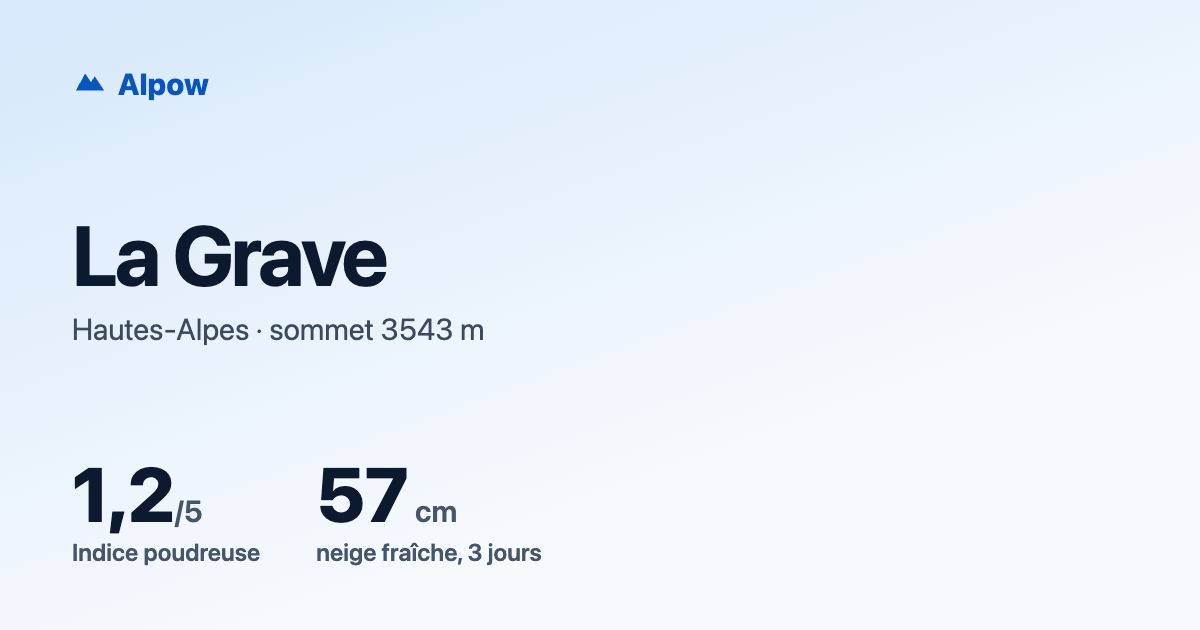 Alpow
La Grave
Hautes-Alpes · sommet 3543 m
1,2/5
Indice poudreuse
57 cm
neige fraîche, 3 jours